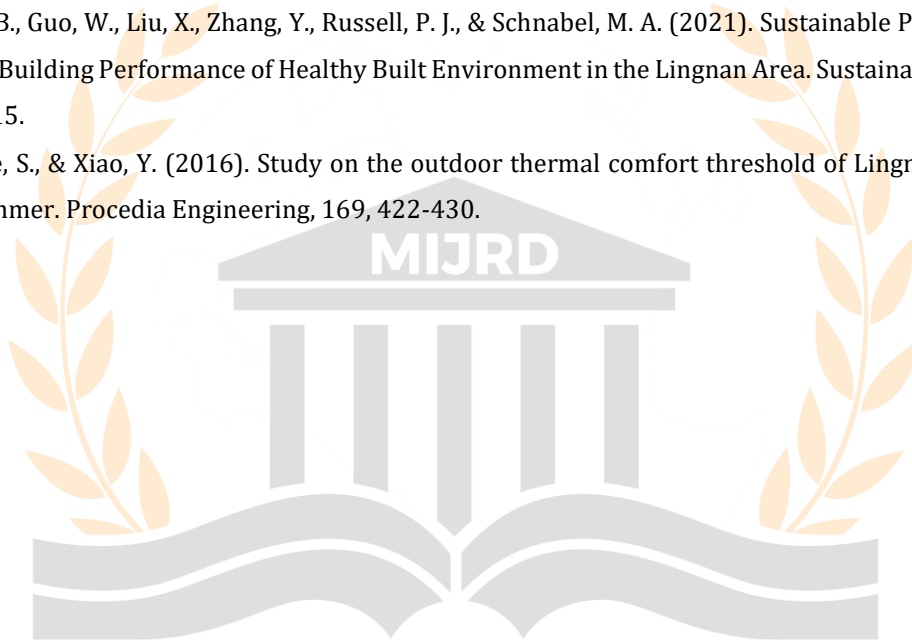 B., Guo, W., Liu, X., Zhang, Y., Russell, P. J., & Schnabel, M. A. (2021). Sustainable P
Building Performance of Healthy Built Environment in the Lingnan Area. Sustaina
15.
e, S., & Xiao, Y. (2016). Study on the outdoor thermal comfort threshold of Lingn
nmer. Procedia Engineering, 169, 422-430.
MIJRD